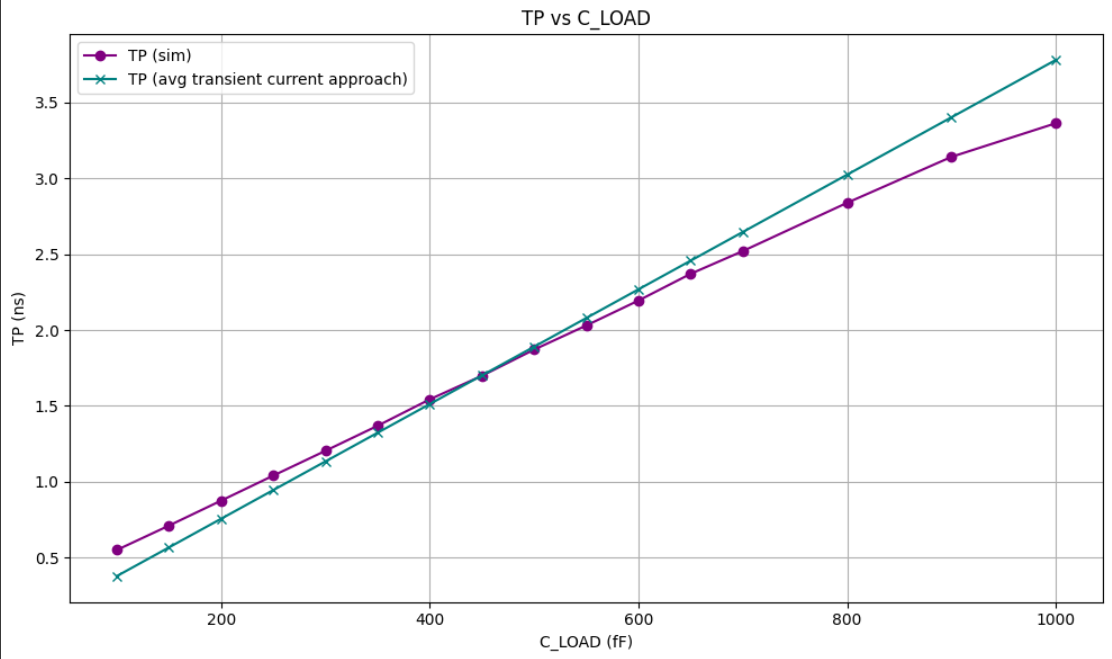 TP vs C_LOAD
TP (sim)
TP (avg transient current approach)
3.5
3.0
2.5
2.0
1.5
1.0
0.5
TP (ns)
200 400 600 800 1000
C_LOAD (fF)